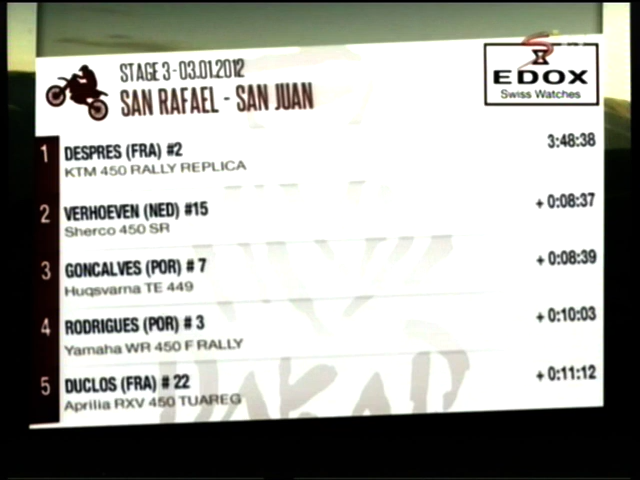 STAGE 3 - 03.01.2012
SAN RAFAEL - SAN JUAN
EDOX
Swiss Watches
1 DESPRES (FRA) #2 3:48:38
KTM 450 RALLY REPLICA
2 VERHOEVEN (NED) #15 + 0:08:37
Sherco 450 SR
3 GONCALVES (POR) # 7 + 0:08:39
Huqsvarna TE 449
4 RODRIGUES (POR) # 3 + 0:10:03
Yamaha WR 450 F RALLY
5 DUCLOS (FRA) # 22 + 0:11:12
Aprilia RXV 450 TUAREG
DAKAR